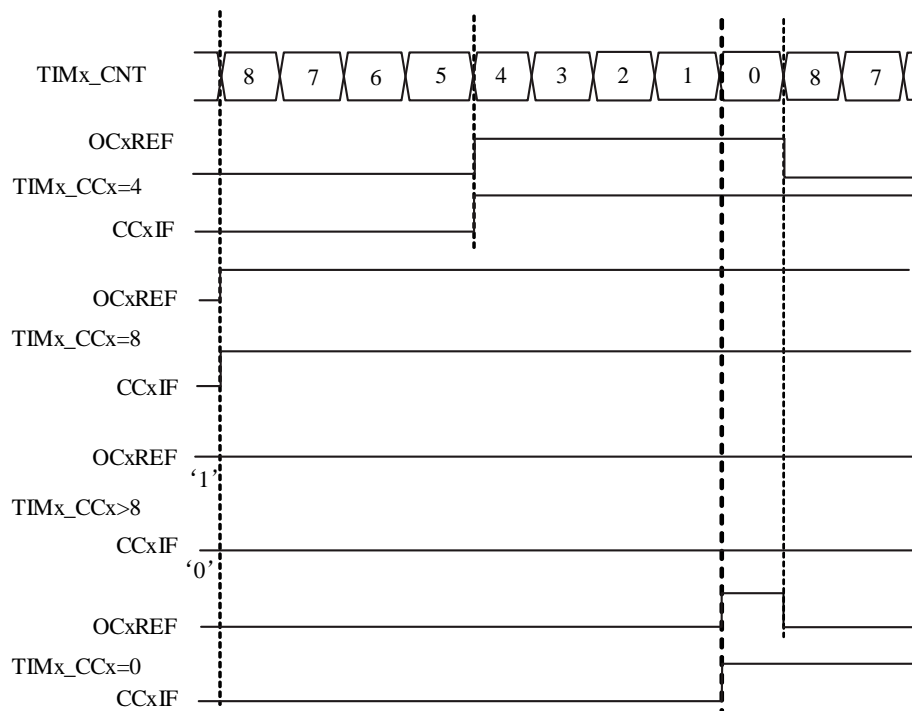 TIMx_CNT 8 7 6 5 4 3 2 1 0 8 7
OCxREF
TIMx_CCx=4
CCxIF
OCxREF
TIMx_CCx=8
CCxIF
OCxREF
‘1’
TIMx_CCx>8
CCxIF
‘0’
OCxREF
TIMx_CCx=0
CCxIF